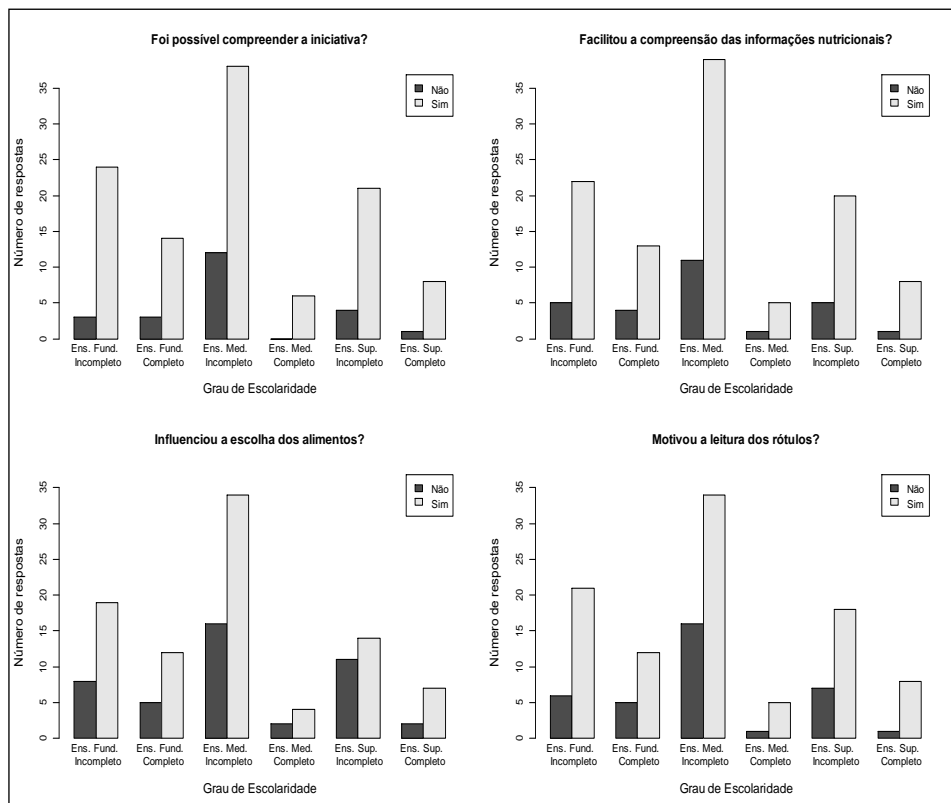 Foi possível compreender a iniciativa?
Número de respostas
0 5 10 15 20 25 30 35
Não
Sim
Ens. Fund. Ens. Fund. Ens. Med. Ens. Med. Ens. Sup. Ens. Sup.
Incompleto Completo Incompleto Completo Incompleto Completo
Grau de Escolaridade
Facilitou a compreensão das informações nutricionais?
Número de respostas
0 5 10 15 20 25 30 35
Não
Sim
Ens. Fund. Ens. Fund. Ens. Med. Ens. Med. Ens. Sup. Ens. Sup.
Incompleto Completo Incompleto Completo Incompleto Completo
Grau de Escolaridade
Influenciou a escolha dos alimentos?
Número de respostas
0 5 10 15 20 25 30 35
Não
Sim
Ens. Fund. Ens. Fund. Ens. Med. Ens. Med. Ens. Sup. Ens. Sup.
Incompleto Completo Incompleto Completo Incompleto Completo
Grau de Escolaridade
Motivou a leitura dos rótulos?
Número de respostas
0 5 10 15 20 25 30 35
Não
Sim
Ens. Fund. Ens. Fund. Ens. Med. Ens. Med. Ens. Sup. Ens. Sup.
Incompleto Completo Incompleto Completo Incompleto Completo
Grau de Escolaridade